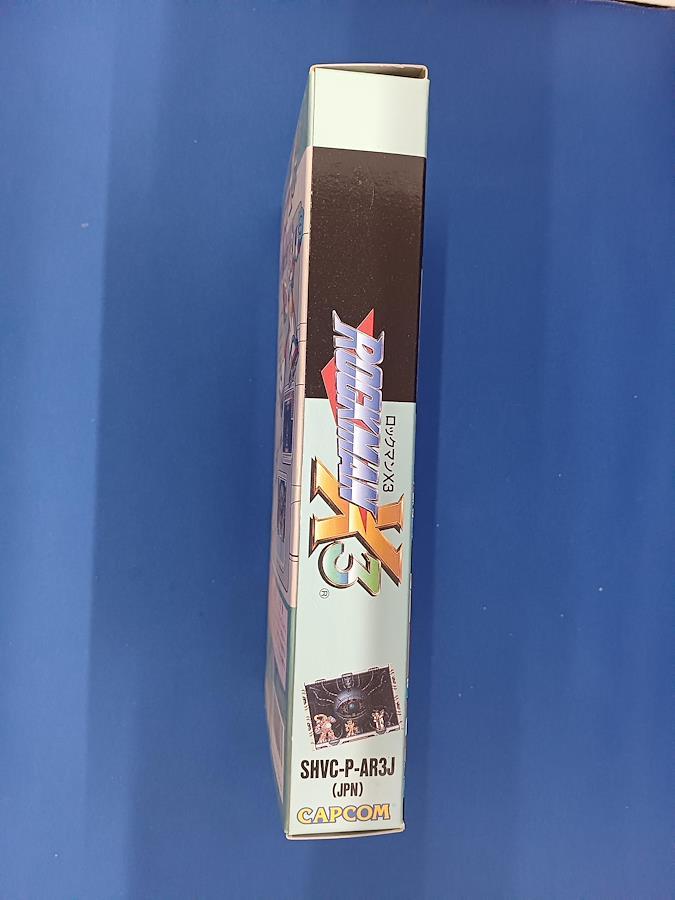 ROCKMAN
X3
®
ロックマンX3
SHVC-P-AR3J
(JPN)
CAPCOM